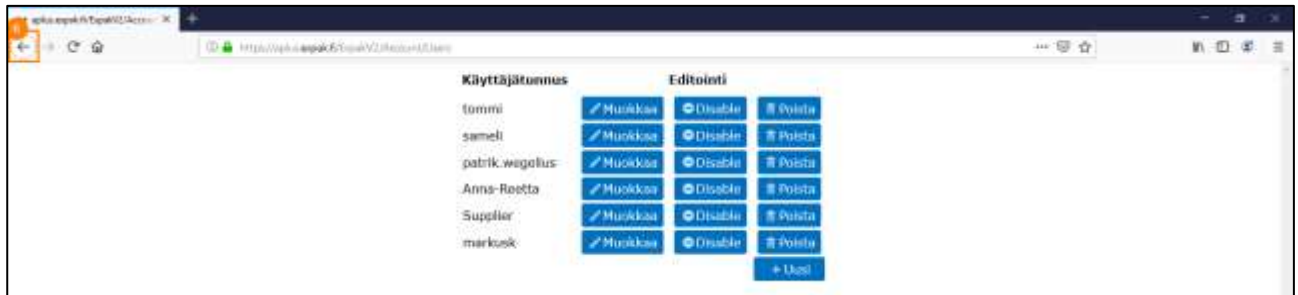 Käyttäjätunnus Editointi
tommi Muokkaa Disable Poista
sameli Muokkaa Disable Poista
patrik.wegelius Muokkaa Disable Poista
Anna-Reetta Muokkaa Disable Poista
Supplier Muokkaa Disable Poista
markusk Muokkaa Disable Poista
+ Uusi